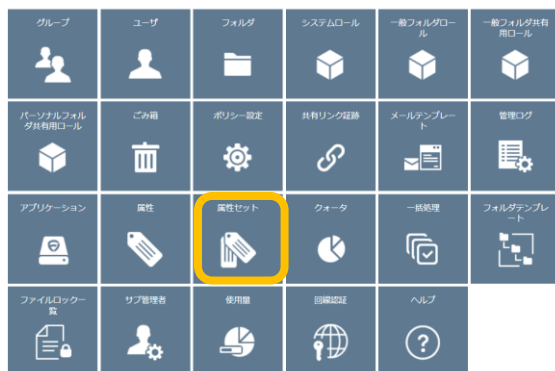 グループ
ユーザ
フォルダ
システムロール
一般フォルダロー
ル
一般フォルダ共有
用ロール
パーソナルフォル
ダ共有用ロール
ごみ箱
ポリシー設定
共有リンク証跡
メールテンプレー
ト
管理ログ
アプリケーション
属性
属性セット
クォータ
一括処理
フォルダテンプレ
ート
ファイルロック一
覧
サブ管理者
使用量
回線認証
ヘルプ
?